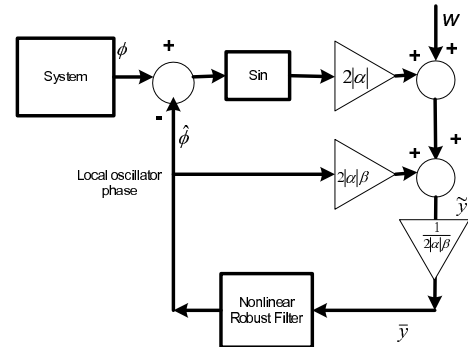 w
ϕ
+
+
+
System
Sin
2|α|
-
ϕ̂
+
+
Local oscillator
phase
2|α|β
ỹ
1/2|α|β
Nonlinear
Robust Filter
y̅